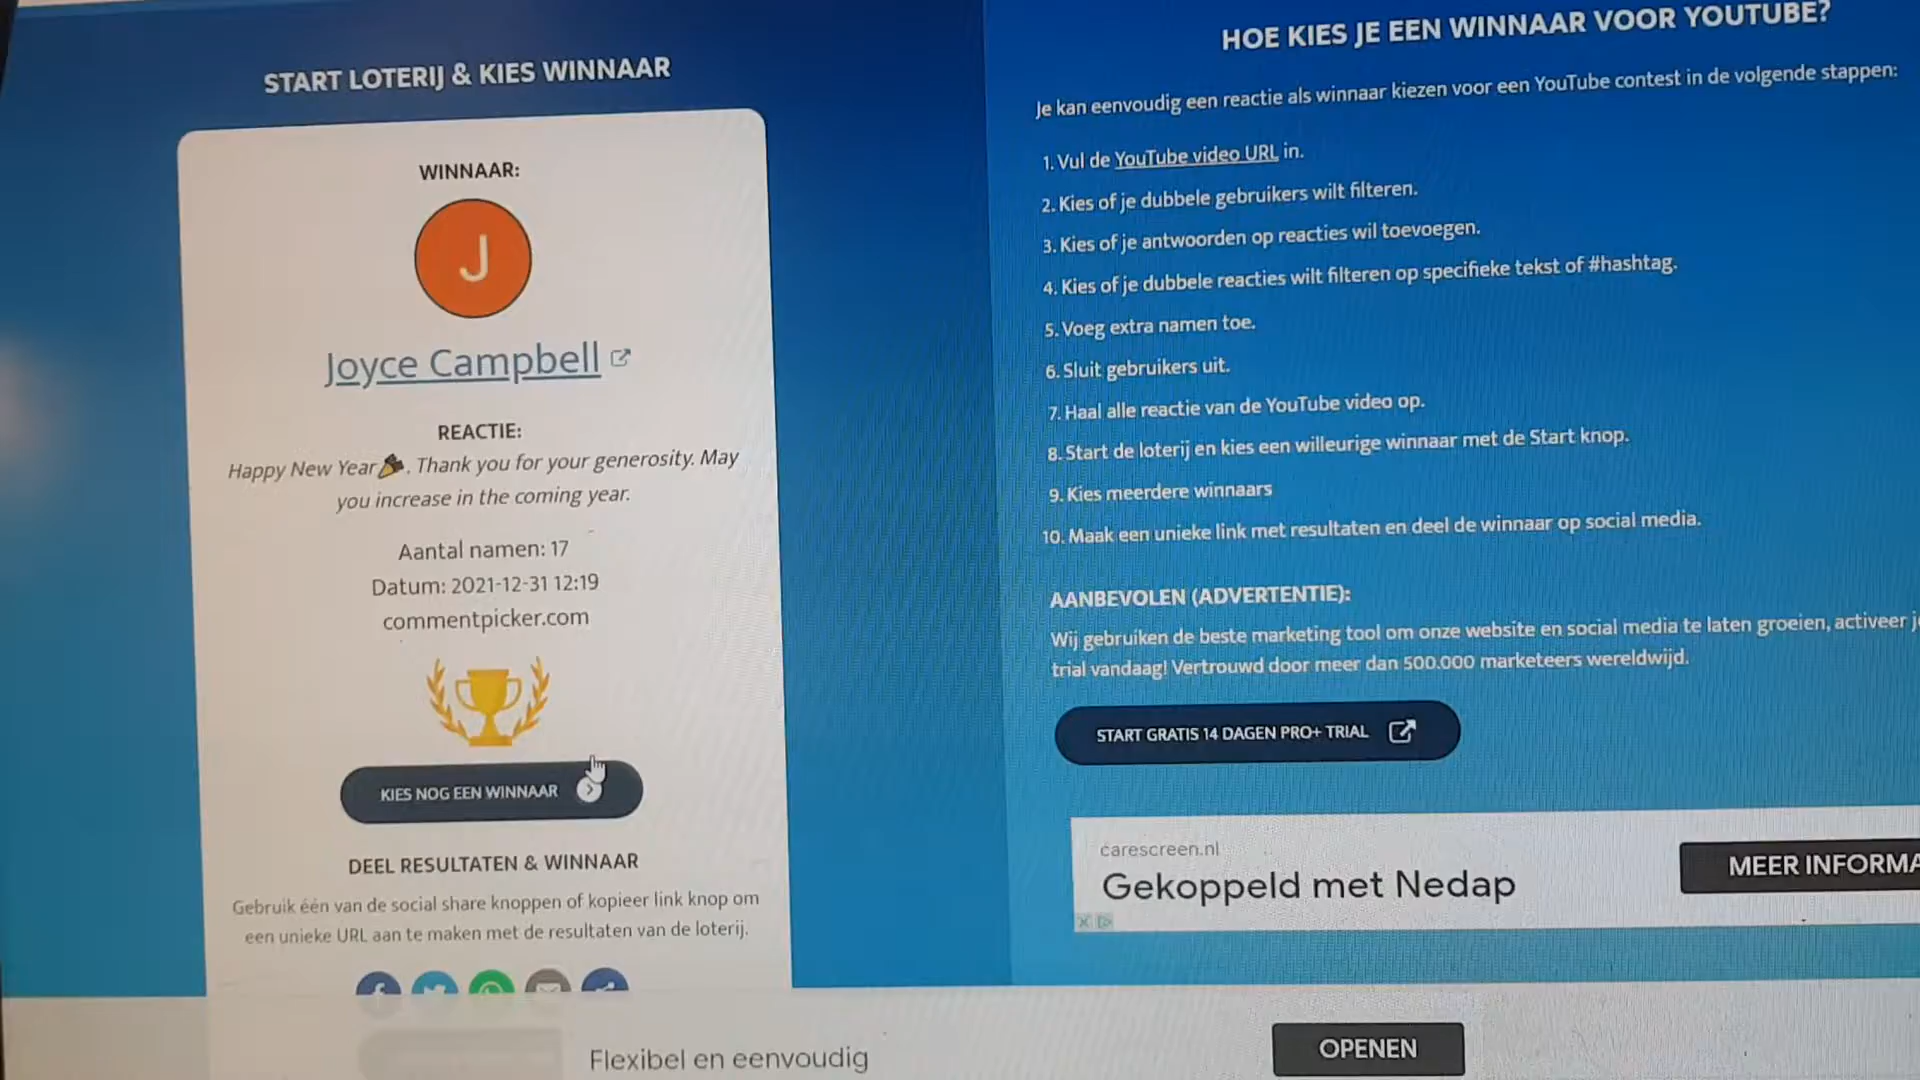 START LOTERIJ & KIES WINNAAR
WINNAAR:
J
Joyce Campbell
REACTIE:
Happy New Year🎉. Thank you for your generosity. May
you increase in the coming year.
Aantal namen: 17
Datum: 2021-12-31 12:19
commentpicker.com
KIES NOG EEN WINNAAR
DEEL RESULTATEN & WINNAAR
Gebruik één van de social share knoppen of kopieer link knop om
een unieke URL aan te maken met de resultaten van de loterij.
HOE KIES JE EEN WINNAAR VOOR YOUTUBE?
Je kan eenvoudig een reactie als winnaar kiezen voor een YouTube contest in de volgende stappen:
1. Vul de YouTube video URL in.
2. Kies of je dubbele gebruikers wilt filteren.
3. Kies of je antwoorden op reacties wil toevoegen.
4. Kies of je dubbele reacties wilt filteren op specifieke tekst of #hashtag.
5. Voeg extra namen toe.
6. Sluit gebruikers uit.
7. Haal alle reactie van de YouTube video op.
8. Start de loterij en kies een willeurige winnaar met de Start knop.
9. Kies meerdere winnaars
10. Maak een unieke link met resultaten en deel de winnaar op social media.
AANBEVOLEN (ADVERTENTIE):
Wij gebruiken de beste marketing tool om onze website en social media te laten groeien, activeer
trial vandaag! Vertrouwd door meer dan 500.000 marketeers wereldwijd.
START GRATIS 14 DAGEN PRO+ TRIAL
carescreen.nl
Gekoppeld met Nedap
MEER INFORMA
Flexibel en eenvoudig
OPENEN